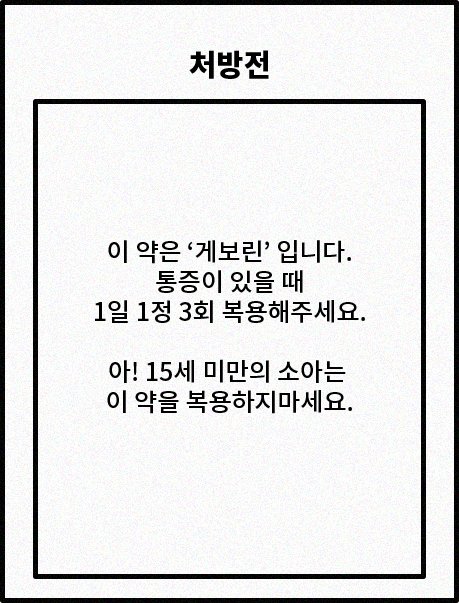 처방전
이 약은 ‘게보린’ 입니다.
통증이 있을 때
1일 1정 3회 복용해주세요.
아! 15세 미만의 소아는
이 약을 복용하지마세요.